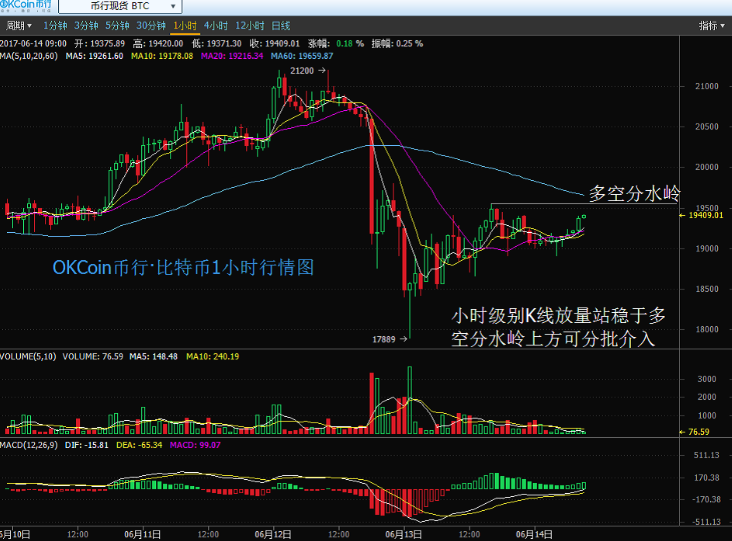 OKCoin币行 币行现货 BTC
周期 1分钟 3分钟 5分钟 30分钟 1小时 4小时 12小时 日线 指标
2017-06-14 09:00 开: 19375.89 高: 19420.00 低: 19371.30 收: 19409.01 涨幅: 0.18 % 振幅: 0.25 %
MA(5,10,20,60) MA5: 19261.60 MA10: 19178.08 MA20: 19216.34 MA60: 19659.87
21200
21000
20500
20000
多空分水岭
19500
19409.01
19000
OKCoin币行·比特币1小时行情图
18500
小时级别K线放量站稳于多
空分水岭上方可分批介入
17889
18000
VOLUME(5,10) VOLUME: 76.59 MA5: 148.48 MA10: 240.19
3000
2000
1000
76.59
MACD(12,26,9) DIF: -15.81 DEA: -65.34 MACD: 99.07
511.13
170.38
-170.38
-511.13
12:00 06月11日 12:00 06月12日 12:00 06月13日 12:00 06月14日